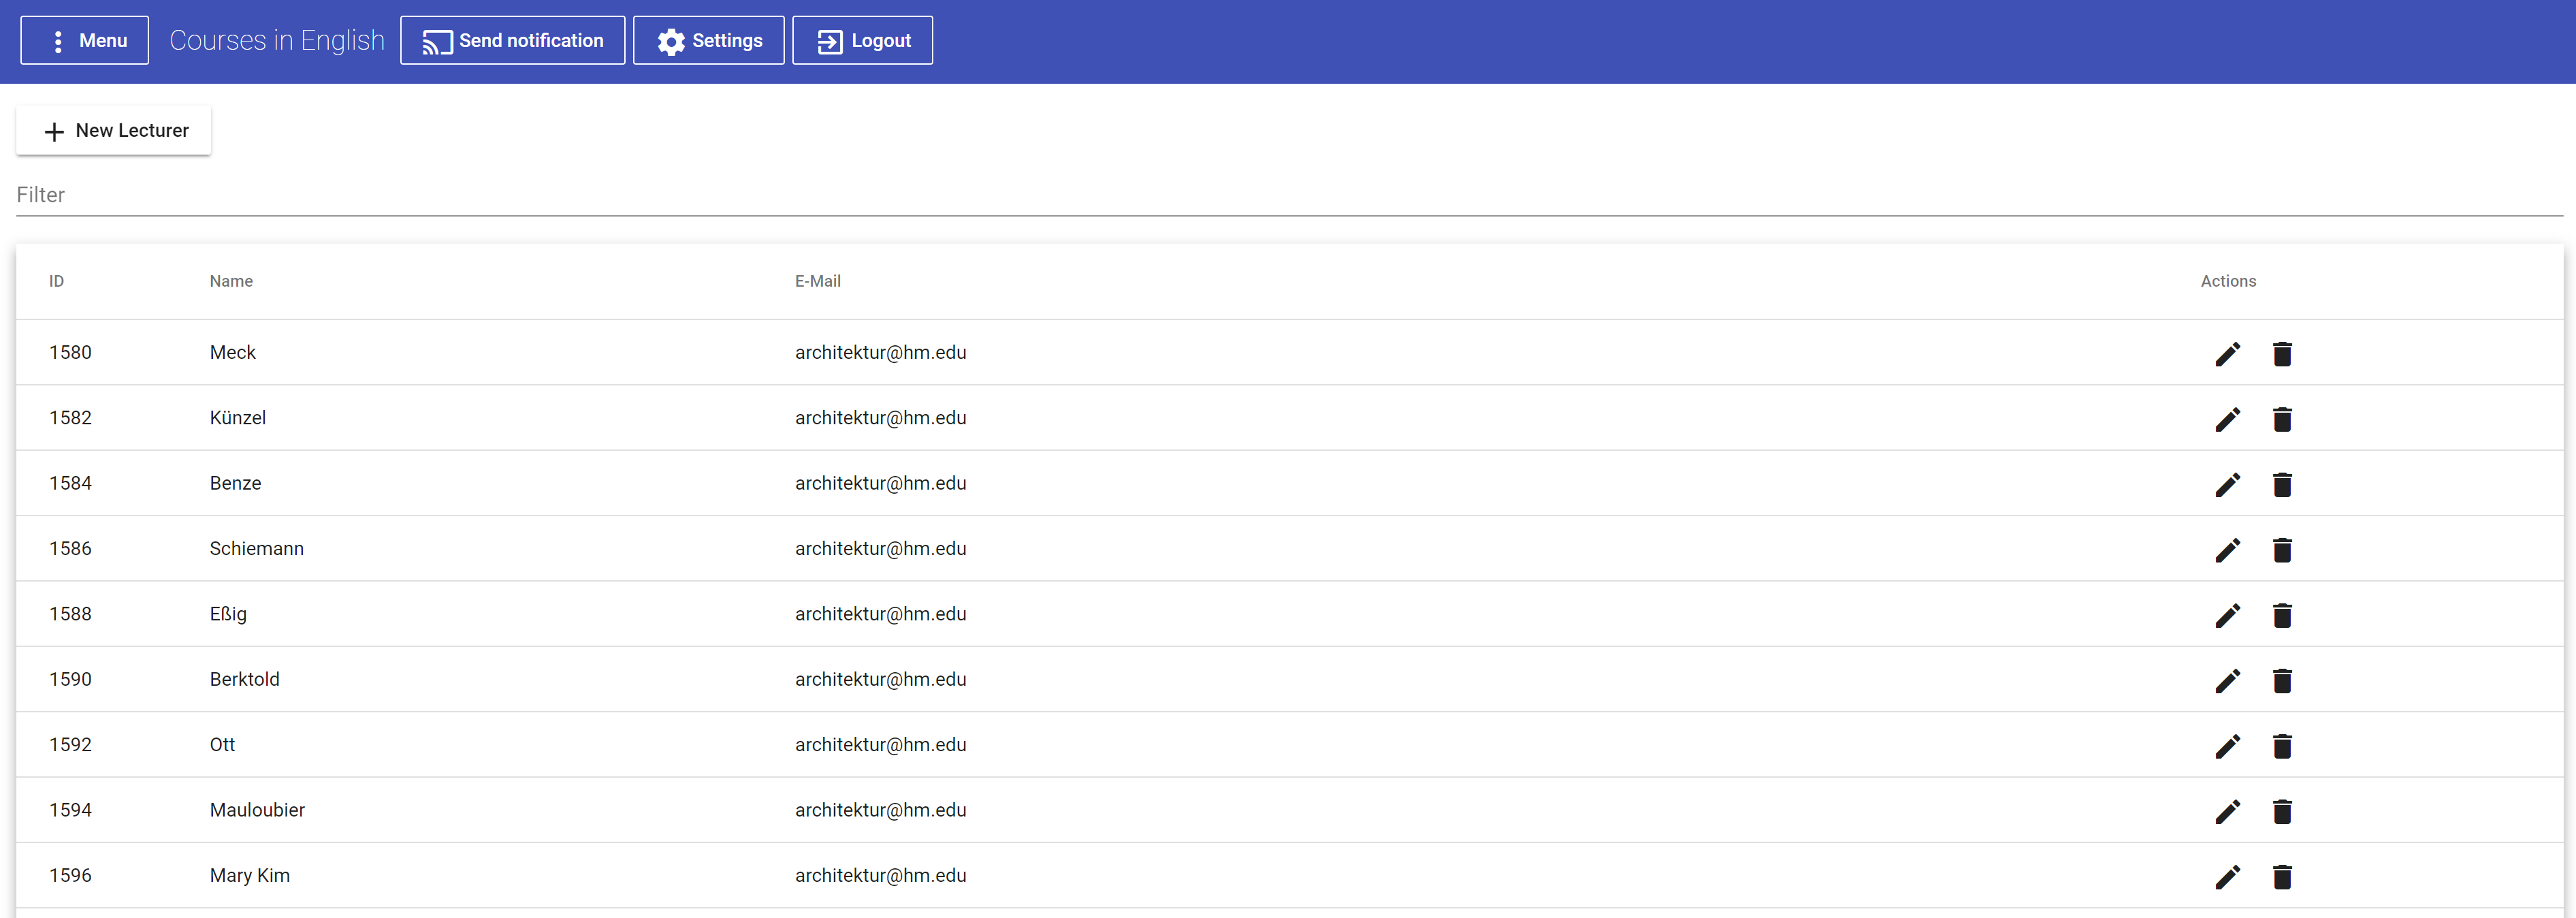 Menu Courses in English Send notification Settings Logout
New Lecturer
Filter
ID Name E-Mail Actions
1580 Meck architektur@hm.edu
1582 Künzel architektur@hm.edu
1584 Benze architektur@hm.edu
1586 Schiemann architektur@hm.edu
1588 Eßig architektur@hm.edu
1590 Berktold architektur@hm.edu
1592 Ott architektur@hm.edu
1594 Mauloubier architektur@hm.edu
1596 Mary Kim architektur@hm.edu